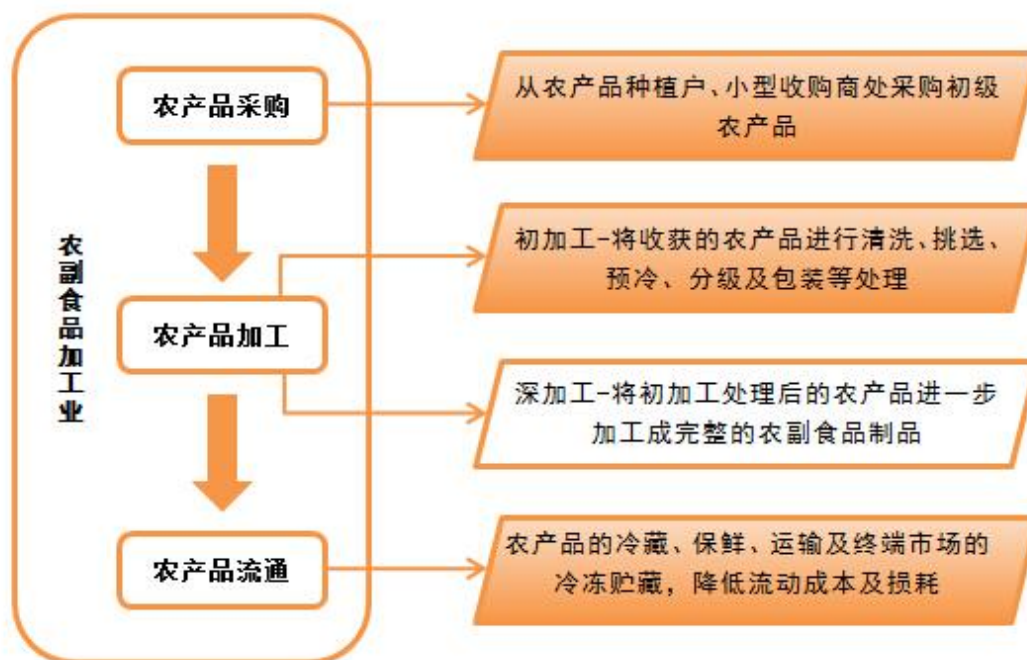 农产品采购
从农产品种植户、小型收购商处采购初级
农产品
初加工-将收获的农产品进行清洗、挑选、
预冷、分级及包装等处理
农副食品加工业
农产品加工
深加工-将初加工处理后的农产品进一步
加工成完整的农副食品制品
农产品流通
农产品的冷藏、保鲜、运输及终端市场的
冷冻贮藏，降低流动成本及损耗